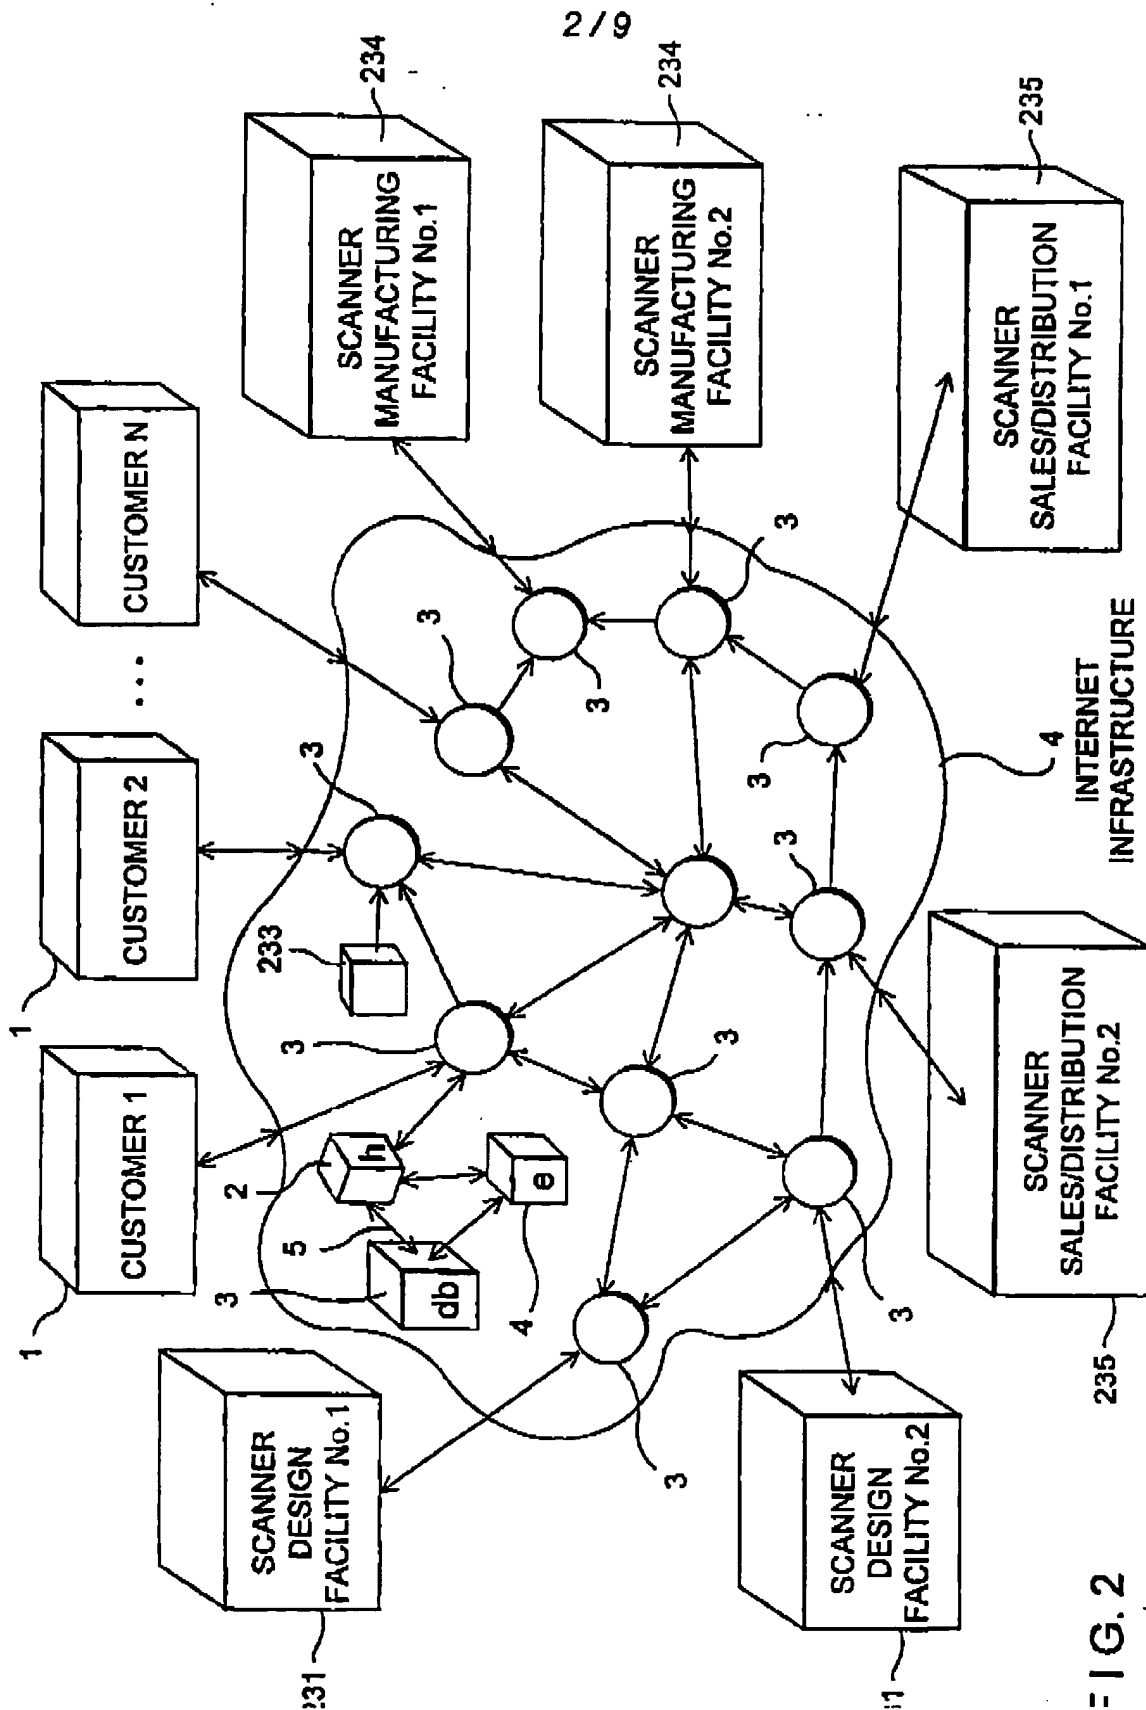 2/9
1
CUSTOMER 1
1
CUSTOMER 2
...
CUSTOMER N
231
SCANNER
DESIGN
FACILITY No.1
SCANNER
MANUFACTURING
FACILITY No.1
234
3
db
5
2
h
4
e
233
3
3
3
3
SCANNER
MANUFACTURING
FACILITY No.2
234
3
3
3
3
3
3
SCANNER
DESIGN
FACILITY No.2
31
SCANNER
SALES/DISTRIBUTION
FACILITY No.2
235
SCANNER
SALES/DISTRIBUTION
FACILITY No.1
235
4
INTERNET
INFRASTRUCTURE
FIG. 2